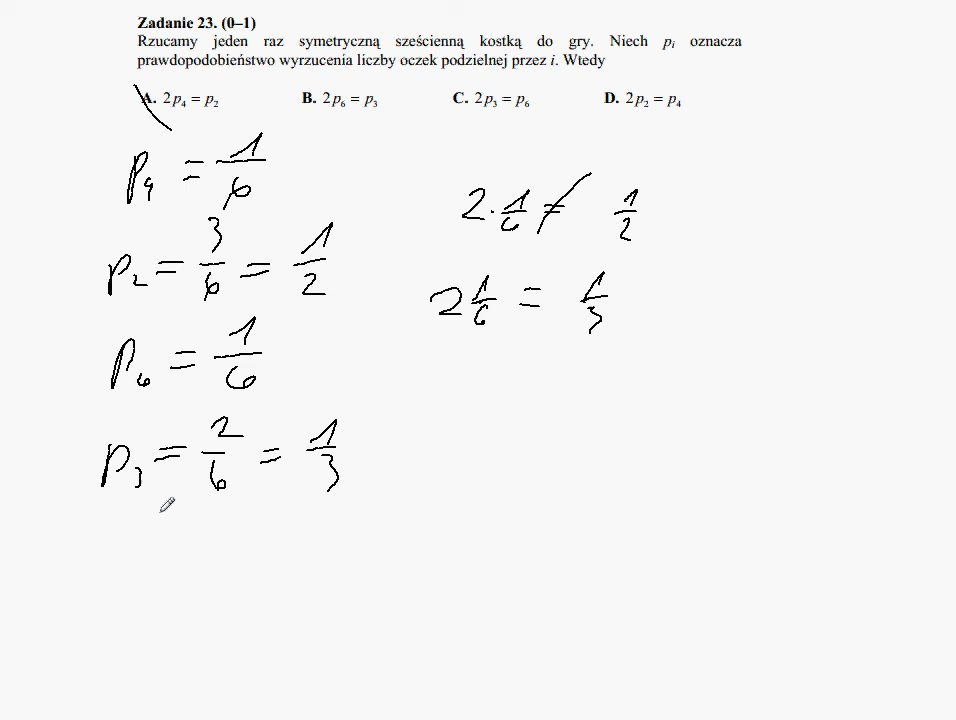 Zadanie 23. (0–1)
Rzucamy jeden raz symetryczną sześcienną kostką do gry. Niech pᵢ oznacza
prawdopodobieństwo wyrzucenia liczby oczek podzielnej przez i. Wtedy
A. 2p₄ = p₂ B. 2p₆ = p₃ C. 2p₃ = p₆ D. 2p₂ = p₄
p₄ = 1/6
2 · 1/6 ≠ 1/2
p₂ = 3/6 = 1/2
2 1/6 = 1/3
p₆ = 1/6
p₃ = 2/6 = 1/3